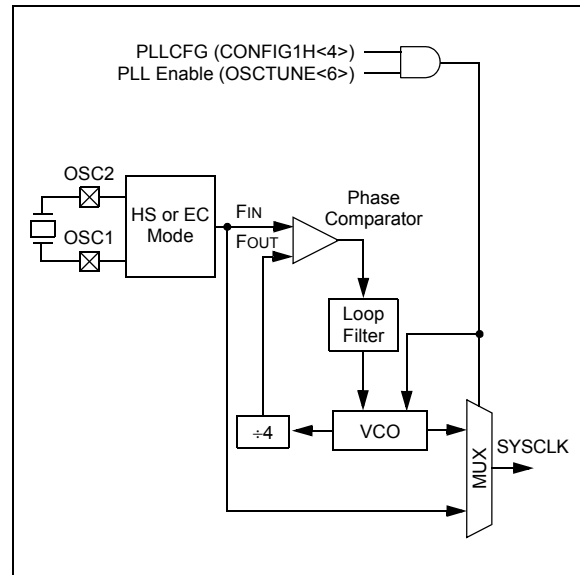 PLLCFG (CONFIG1H<4>)
PLL Enable (OSCTUNE<6>)
OSC2
OSC1
HS or EC
Mode
FIN
FOUT
Phase
Comparator
Loop
Filter
÷4
VCO
MUX
SYSCLK